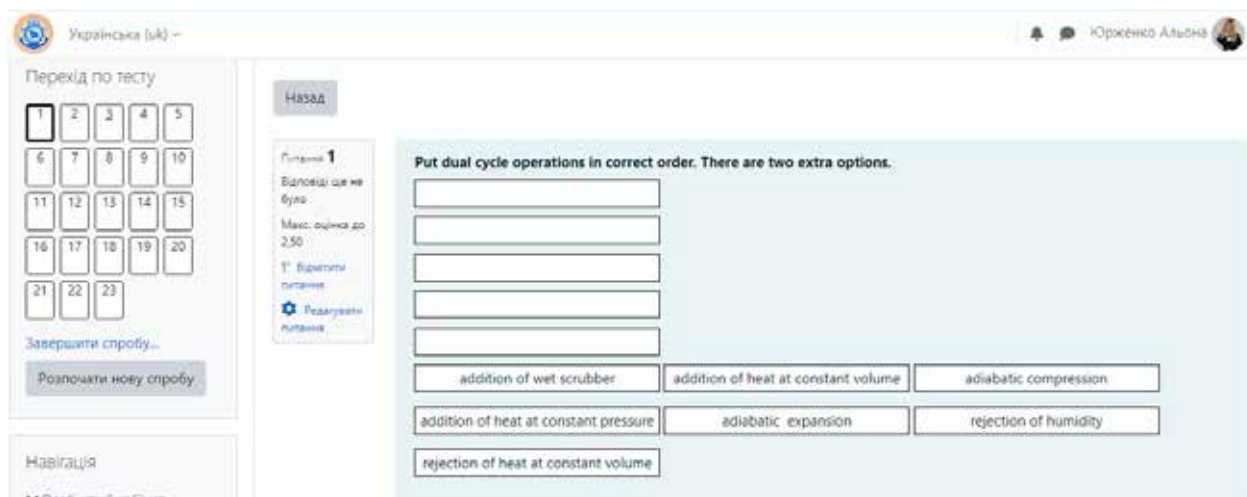 Українська (uk)
Юрженко Альона
Перехід по тесту
1 2 3 4 5
6 7 8 9 10
11 12 13 14 15
16 17 18 19 20
21 22 23
Завершити спробу...
Розпочати нову спробу
Навігація
Назад
Питання 1
Відповіді ще не
було
Макс. оцінка до
2,50
Відмітити
питання
Редагувати
питання
Put dual cycle operations in correct order. There are two extra options.
addition of wet scrubber
addition of heat at constant volume
adiabatic compression
addition of heat at constant pressure
adiabatic expansion
rejection of humidity
rejection of heat at constant volume